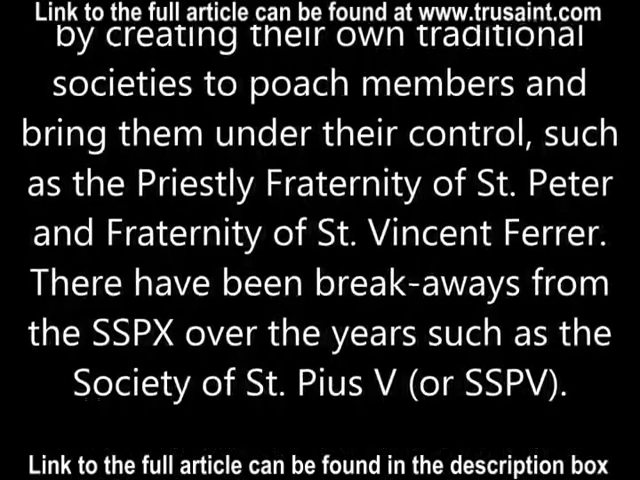 Link to the full article can be found at www.trusaint.com
by creating their own traditional
societies to poach members and
bring them under their control, such
as the Priestly Fraternity of St. Peter
and Fraternity of St. Vincent Ferrer.
There have been break-aways from
the SSPX over the years such as the
Society of St. Pius V (or SSPV).
Link to the full article can be found in the description box